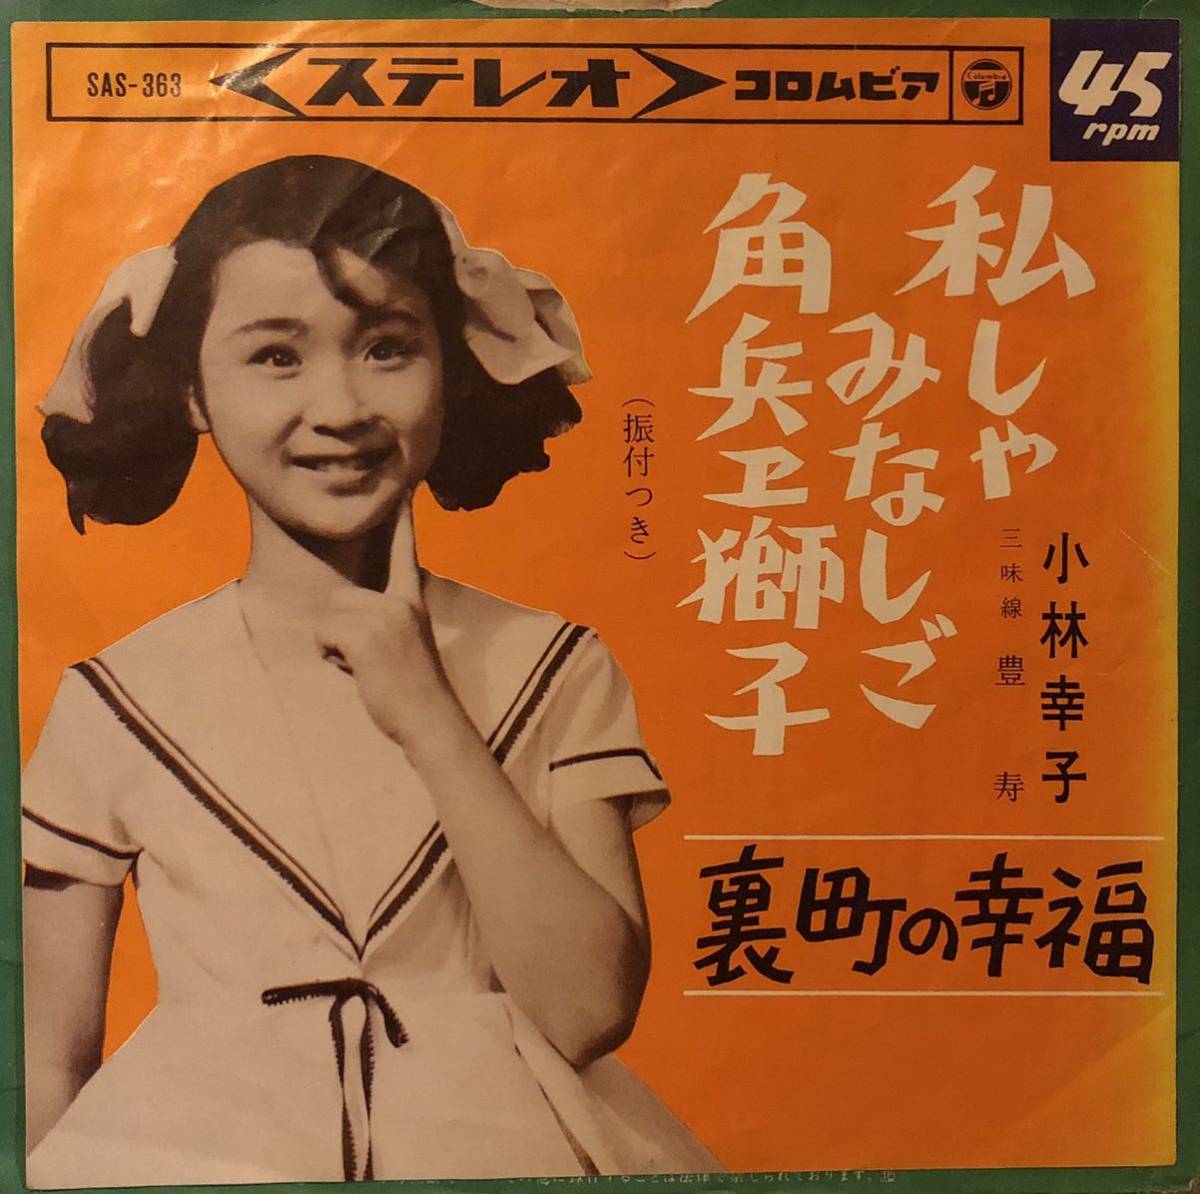 SAS-363
ステレオ
コロムビア
Columbia
45
rpm
私しゃ
みなしご
角兵ヱ獅子
(振付つき)
小林幸子
三味線 豊寿
裏町の幸福